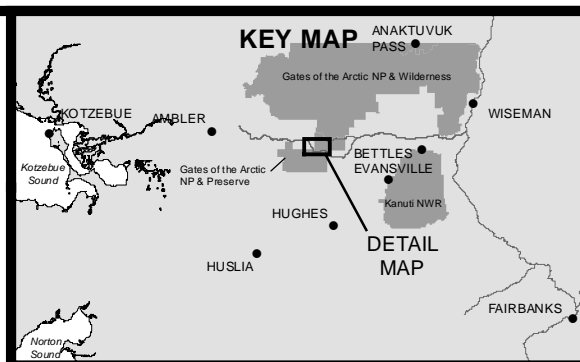 KEY MAP
ANAKTUVUK
PASS
Gates of the Arctic NP & Wilderness
KOTZEBUE
AMBLER
WISEMAN
Kotzebue
Sound
Gates of the Arctic
NP & Preserve
BETTLES
EVANSVILLE
Kanuti NWR
HUGHES
DETAIL
MAP
HUSLIA
FAIRBANKS
Norton
Sound